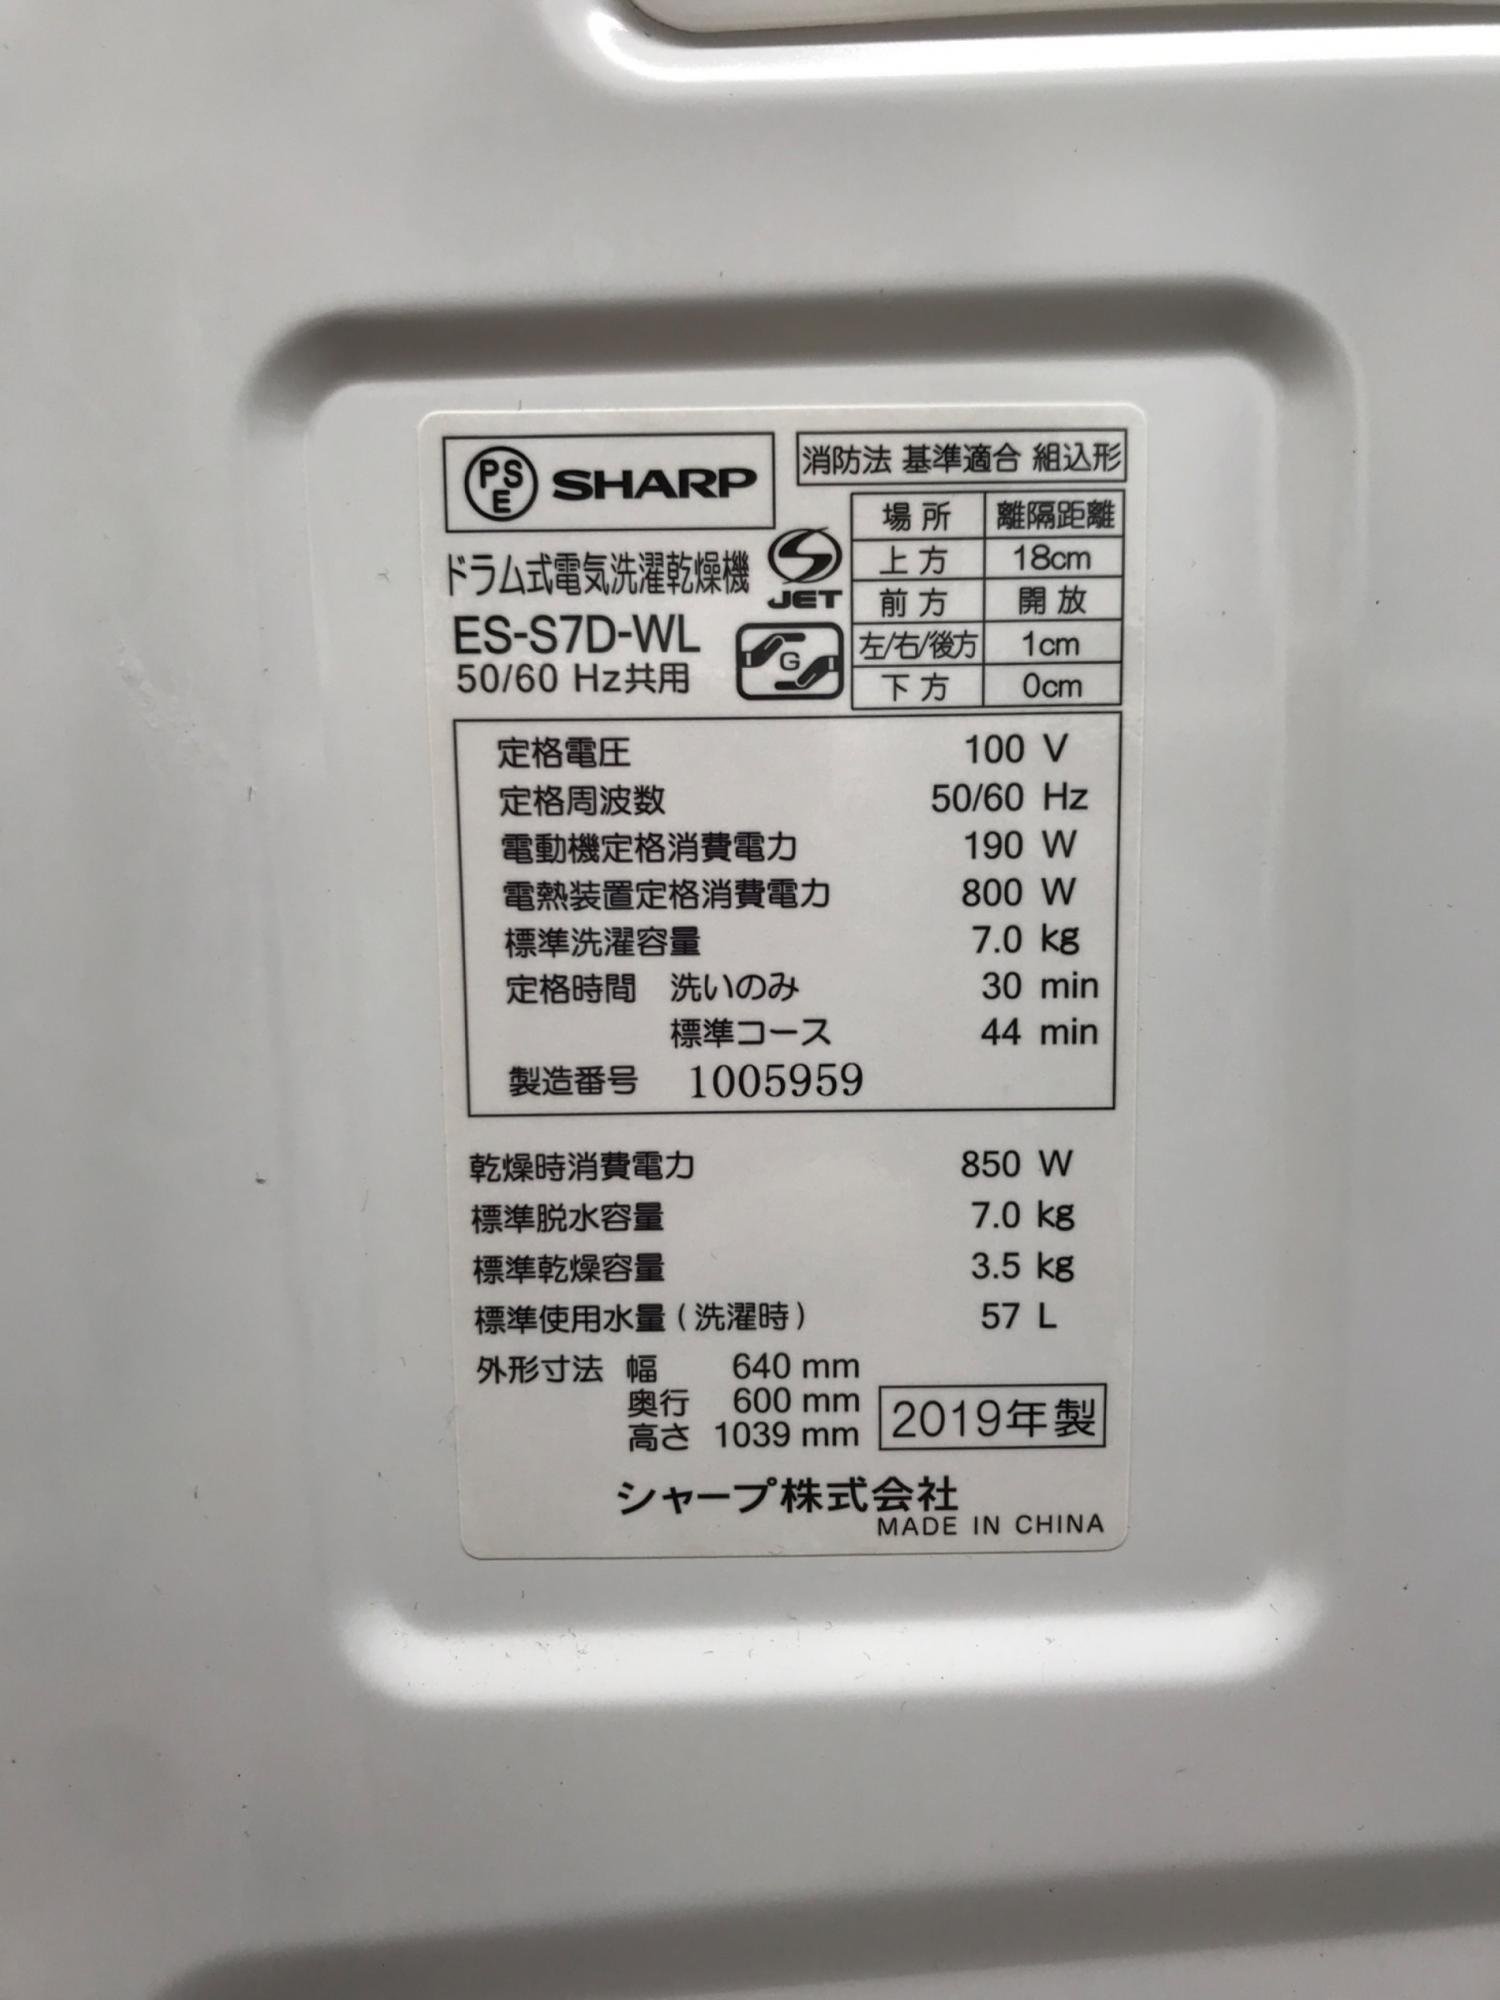 PSE SHARP
消防法 基準適合 組込形
場所 離隔距離
上方 18cm
前方 開放
左/右/後方 1cm
下方 0cm
ドラム式電気洗濯乾燥機
S JET
ES-S7D-WL
50/60 Hz共用
G
定格電圧 100 V
定格周波数 50/60 Hz
電動機定格消費電力 190 W
電熱装置定格消費電力 800 W
標準洗濯容量 7.0 kg
定格時間 洗いのみ 30 min
標準コース 44 min
製造番号 1005959
乾燥時消費電力 850 W
標準脱水容量 7.0 kg
標準乾燥容量 3.5 kg
標準使用水量(洗濯時) 57 L
外形寸法 幅 640 mm
奥行 600 mm
高さ 1039 mm
2019年製
シャープ株式会社
MADE IN CHINA